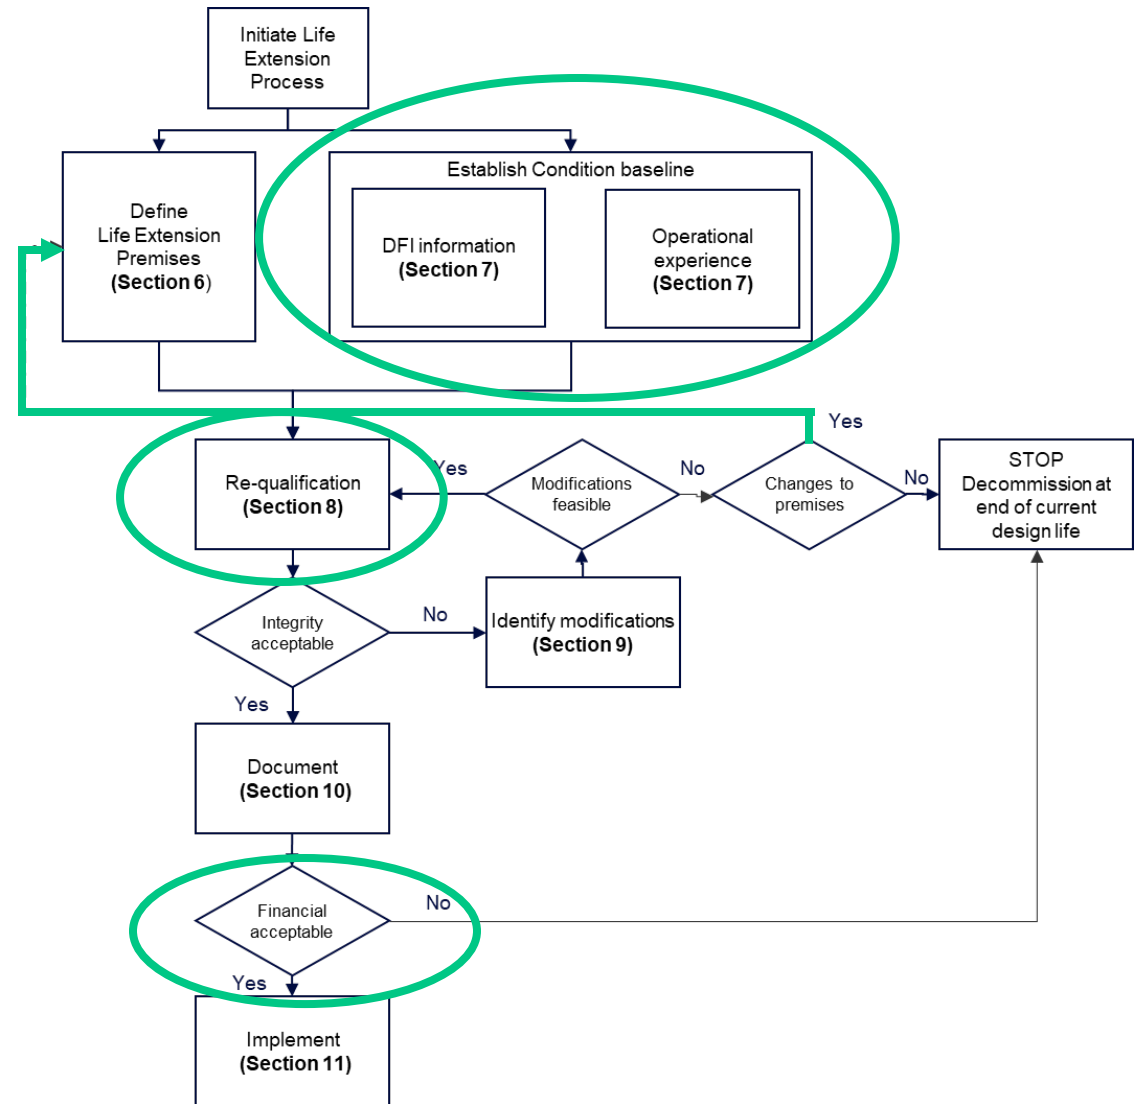 Initiate Life
Extension
Process
Establish Condition baseline
Define
Life Extension
Premises
(Section 6)
DFI information
(Section 7)
Operational
experience
(Section 7)
Yes
Re-qualification
(Section 8)
Yes
Modifications
feasible
No
Changes to
premises
No
STOP
Decommission at
end of current
design life
Integrity
acceptable
No
Identify modifications
(Section 9)
Yes
Document
(Section 10)
Financial
acceptable
No
Yes
Implement
(Section 11)